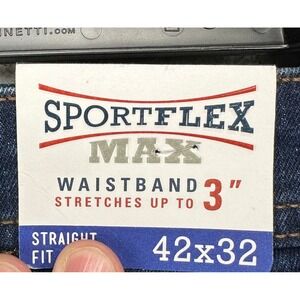 NETTI.COM
SPORTFLEX
MAX
WAISTBAND
STRETCHES UP TO 3"
STRAIGHT
FIT
42x32